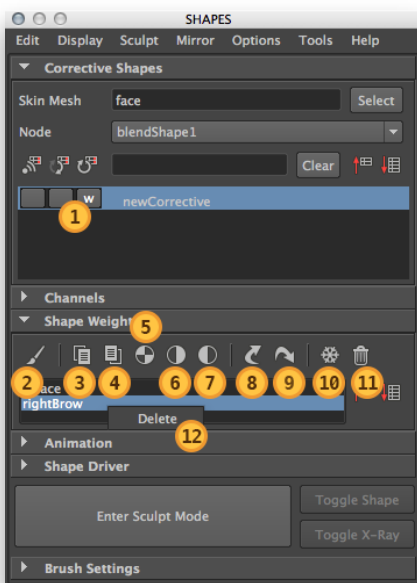 SHAPES
Edit Display Sculpt Mirror Options Tools Help
Corrective Shapes
Skin Mesh face Select
Node blendShape1
Clear
w newCorrective
1
Channels
Shape Weight
5
2 3 4 6 7 8 9 10 11
rightBrow
Delete
12
Animation
Shape Driver
Enter Sculpt Mode
Toggle Shape
Toggle X-Ray
Brush Settings